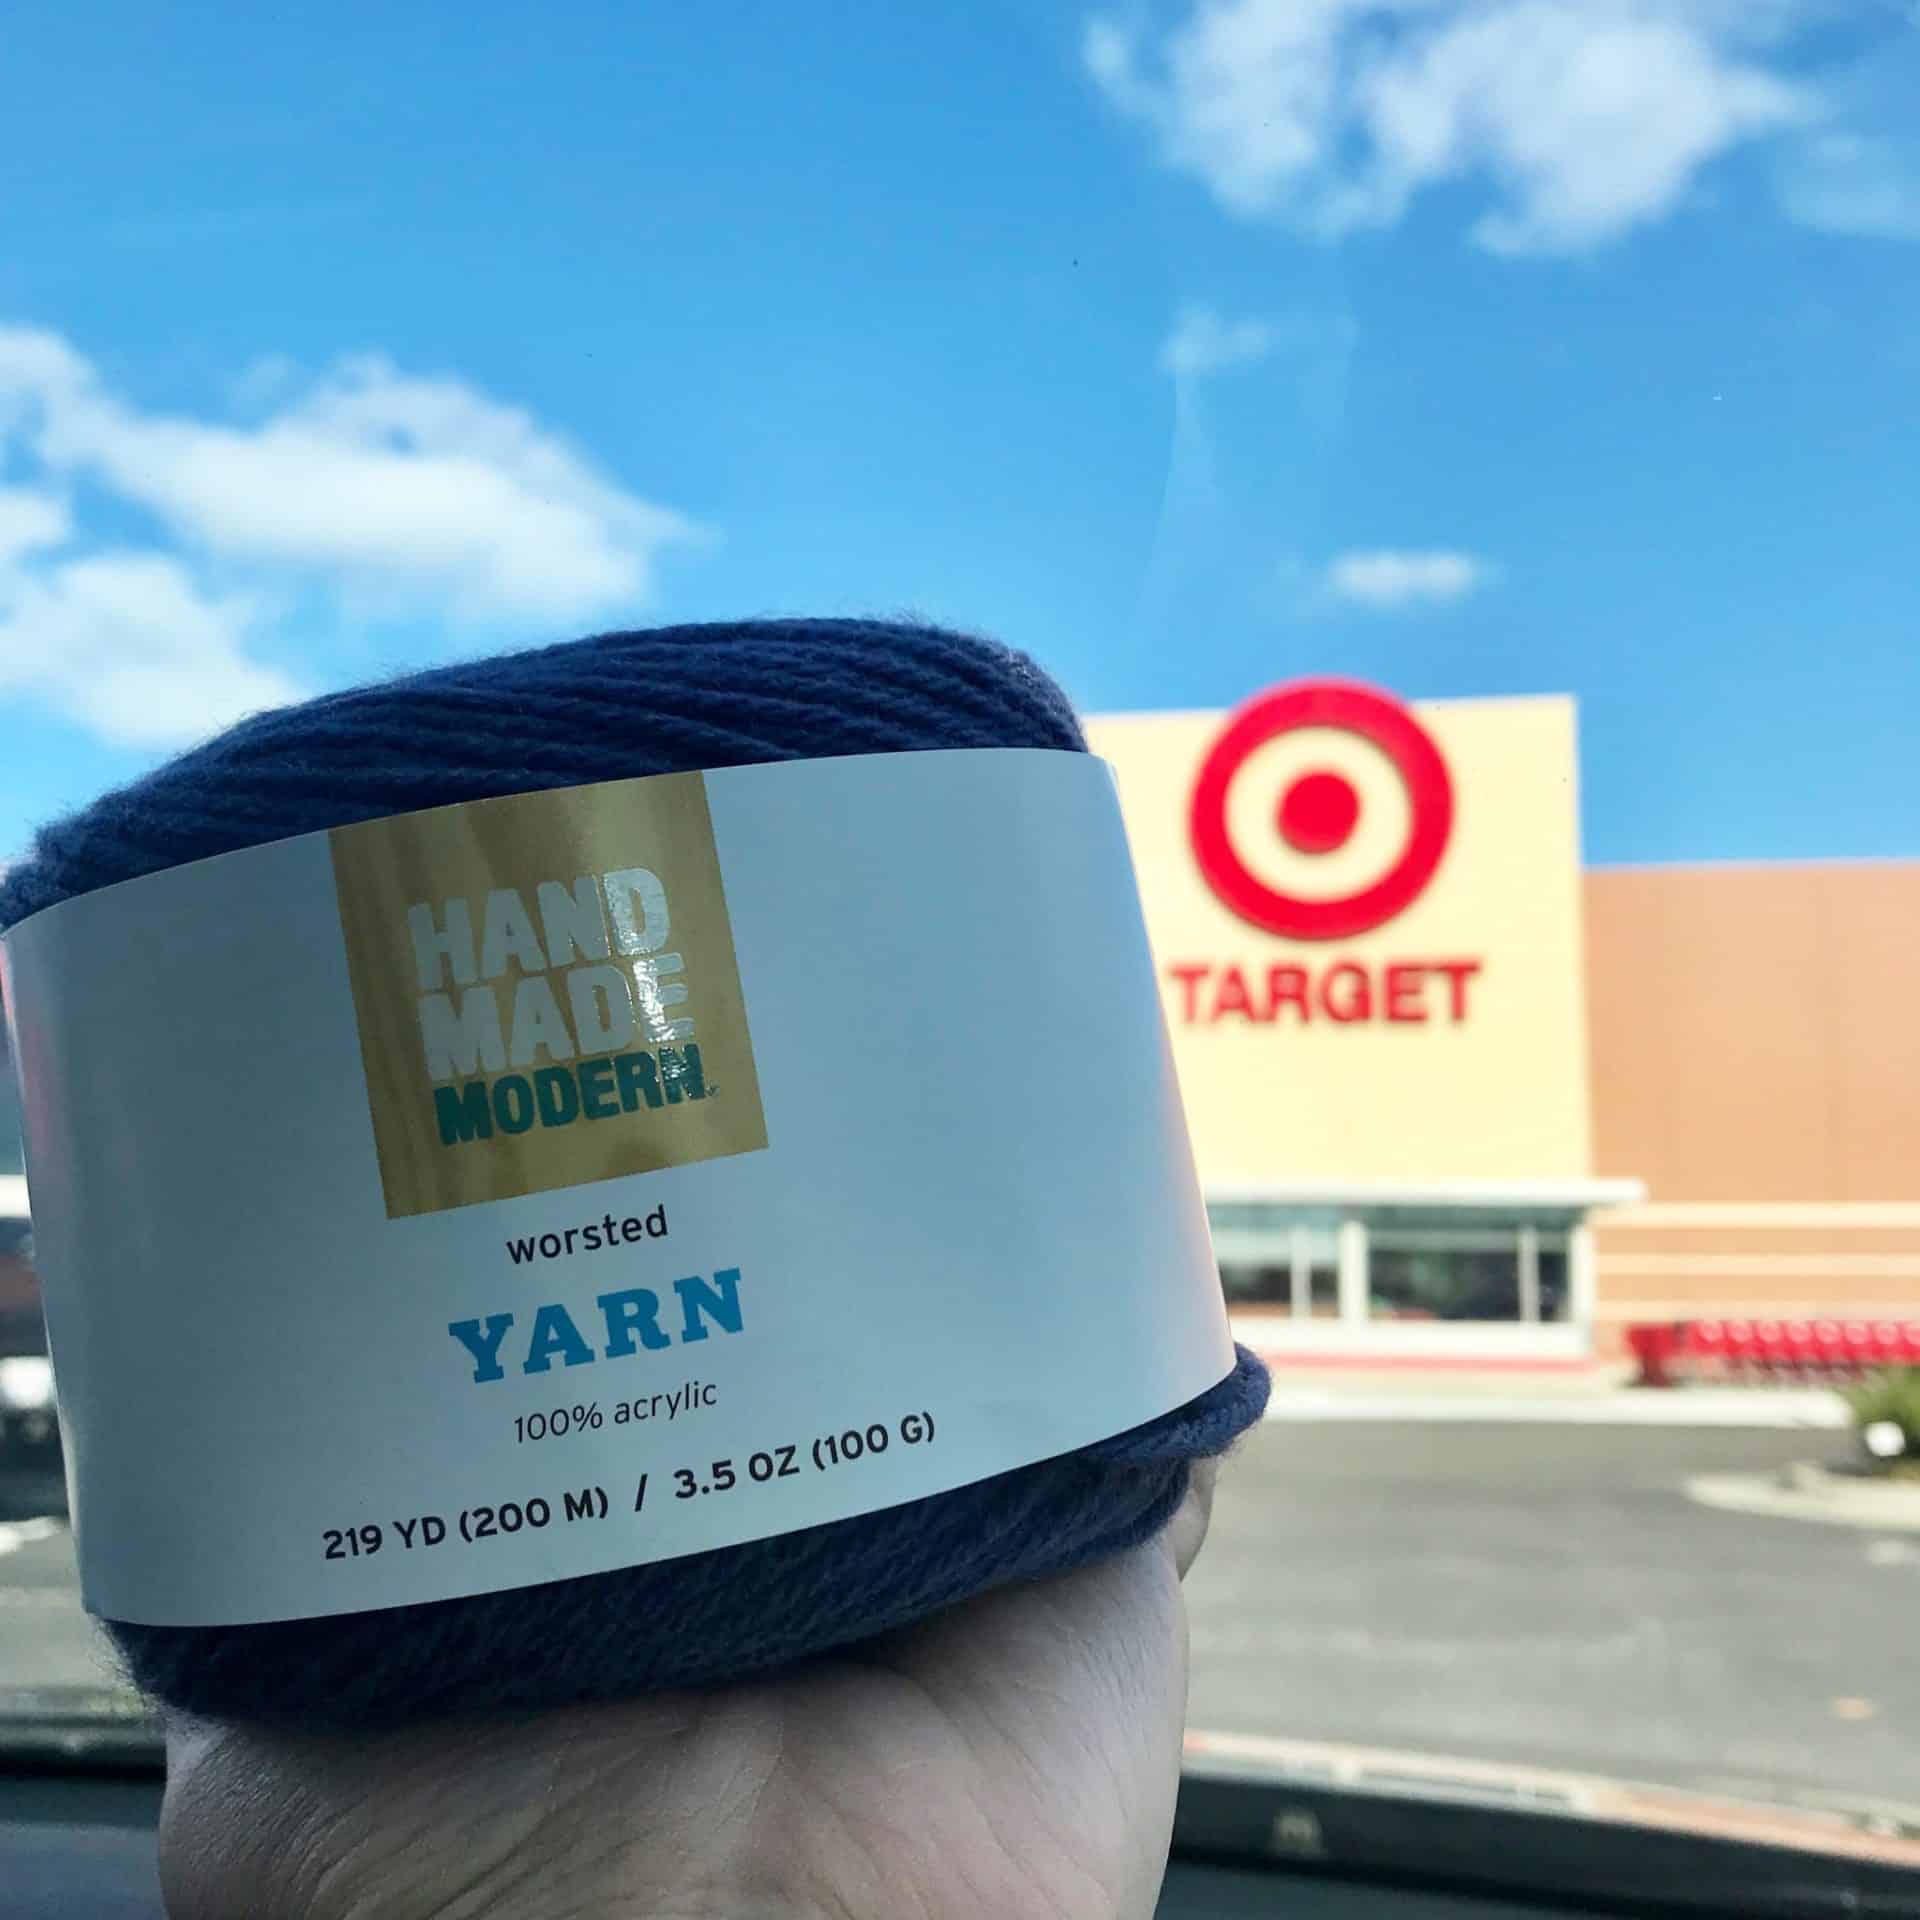 HAND
MADE
MODERN
worsted
YARN
100% acrylic
219 YD (200 M) / 3.5 OZ (100 G)
TARGET